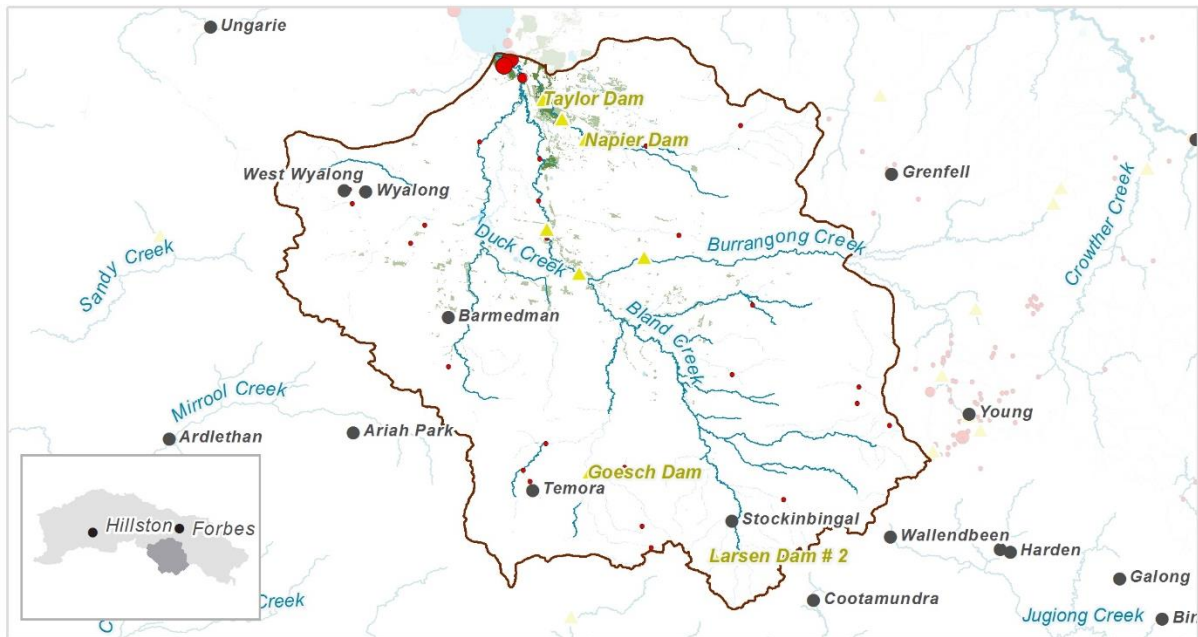 Ungarie
Taylor Dam
Napier Dam
Grenfell
West Wyalong
Wyalong
Duck Creek
Burrangong Creek
Crowther Creek
Sandy Creek
Barmedman
Bland Creek
Mirrool Creek
Ardlethan
Ariah Park
Young
Goesch Dam
Temora
Stockinbingal
Wallendbeen
Harden
Larsen Dam # 2
Galong
Cootamundra
Jugiong Creek
Hillston
Forbes
Creek